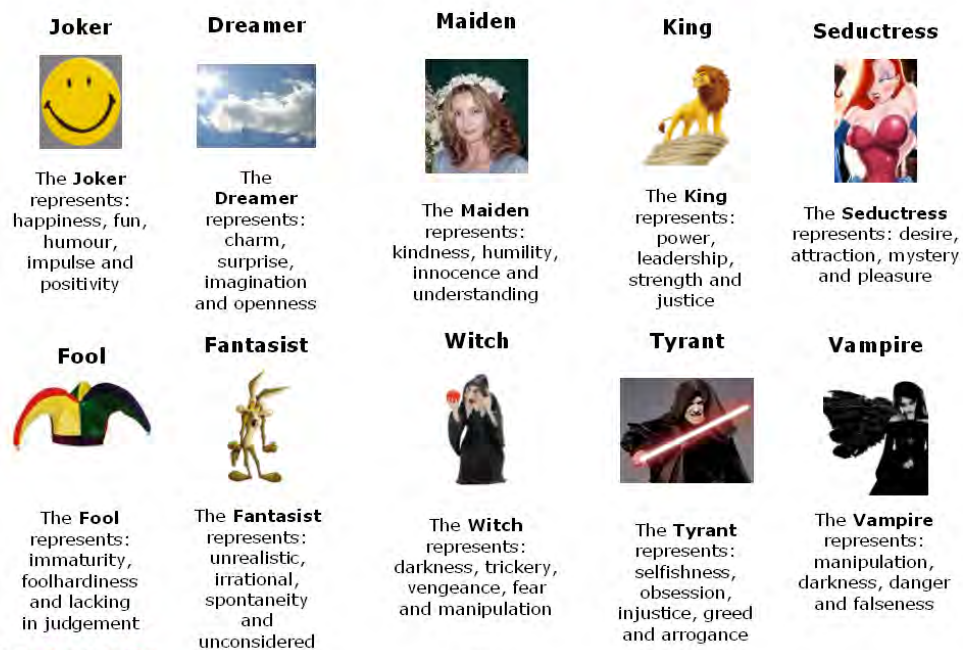 Joker
The Joker
represents:
happiness, fun,
humour,
impulse and
positivity
Dreamer
The
Dreamer
represents:
charm,
surprise,
imagination
and openness
Maiden
The Maiden
represents:
kindness, humility,
innocence and
understanding
King
The King
represents:
power,
leadership,
strength and
justice
Seductress
The Seductress
represents: desire,
attraction, mystery
and pleasure
Fool
The Fool
represents:
immaturity,
foolhardiness
and lacking
in judgement
Fantasist
The Fantasist
represents:
unrealistic,
irrational,
spontaneity
and
unconsidered
Witch
The Witch
represents:
darkness, trickery,
vengeance, fear
and manipulation
Tyrant
The Tyrant
represents:
selfishness,
obsession,
injustice, greed
and arrogance
Vampire
The Vampire
represents:
manipulation,
darkness, danger
and falseness